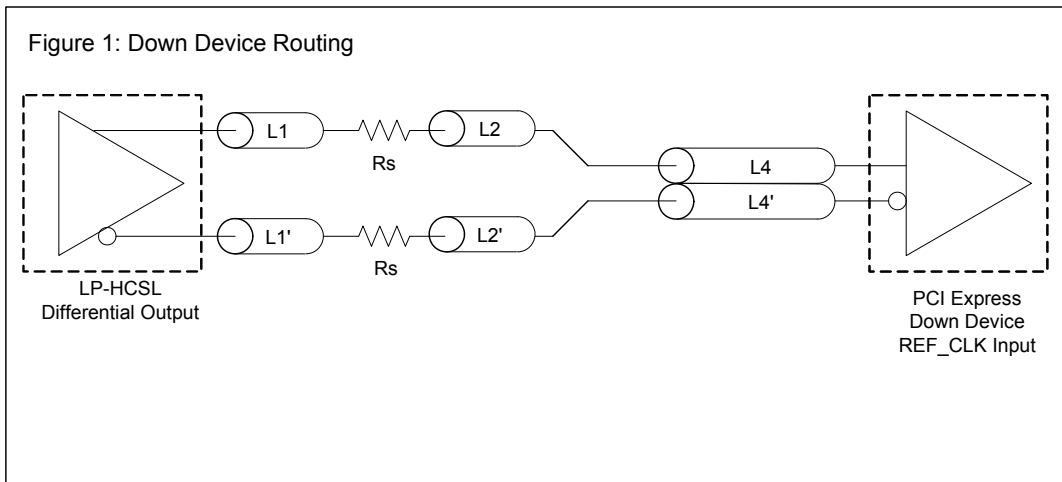 Figure 1: Down Device Routing
L1
Rs
L2
L4
L4'
L1'
Rs
L2'
LP-HCSL
Differential Output
PCI Express
Down Device
REF_CLK Input